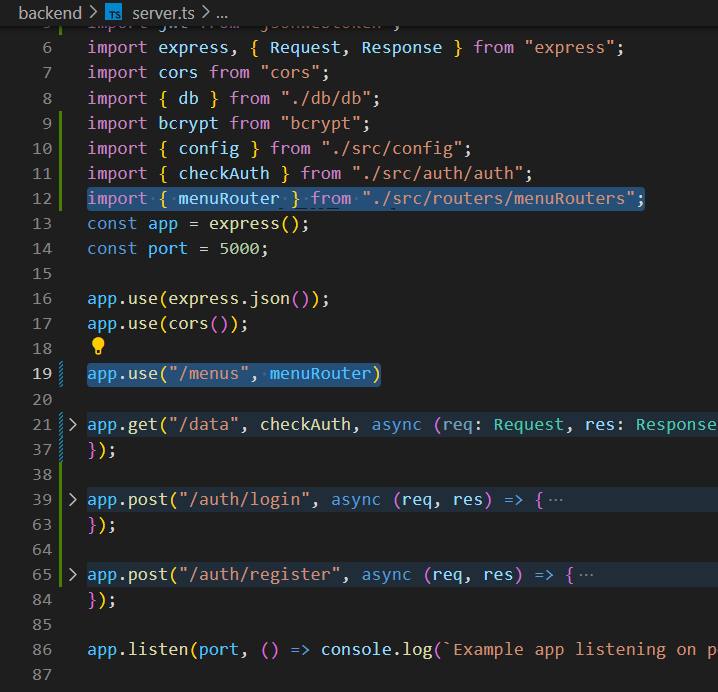 backend > TS server.ts > ...
import jwt from "jsonwebtoken";
6 import express, { Request, Response } from "express";
7 import cors from "cors";
8 import { db } from "./db/db";
9 import bcrypt from "bcrypt";
10 import { config } from "./src/config";
11 import { checkAuth } from "./src/auth/auth";
12 import { menuRouter } from "./src/routers/menuRouters";
13 const app = express();
14 const port = 5000;
15
16 app.use(express.json());
17 app.use(cors());
18
19 app.use("/menus", menuRouter)
20
21 > app.get("/data", checkAuth, async (req: Request, res: Response
37 });
38
39 > app.post("/auth/login", async (req, res) => { ...
63 });
64
65 > app.post("/auth/register", async (req, res) => { ...
84 });
85
86 app.listen(port, () => console.log(`Example app listening on p
87